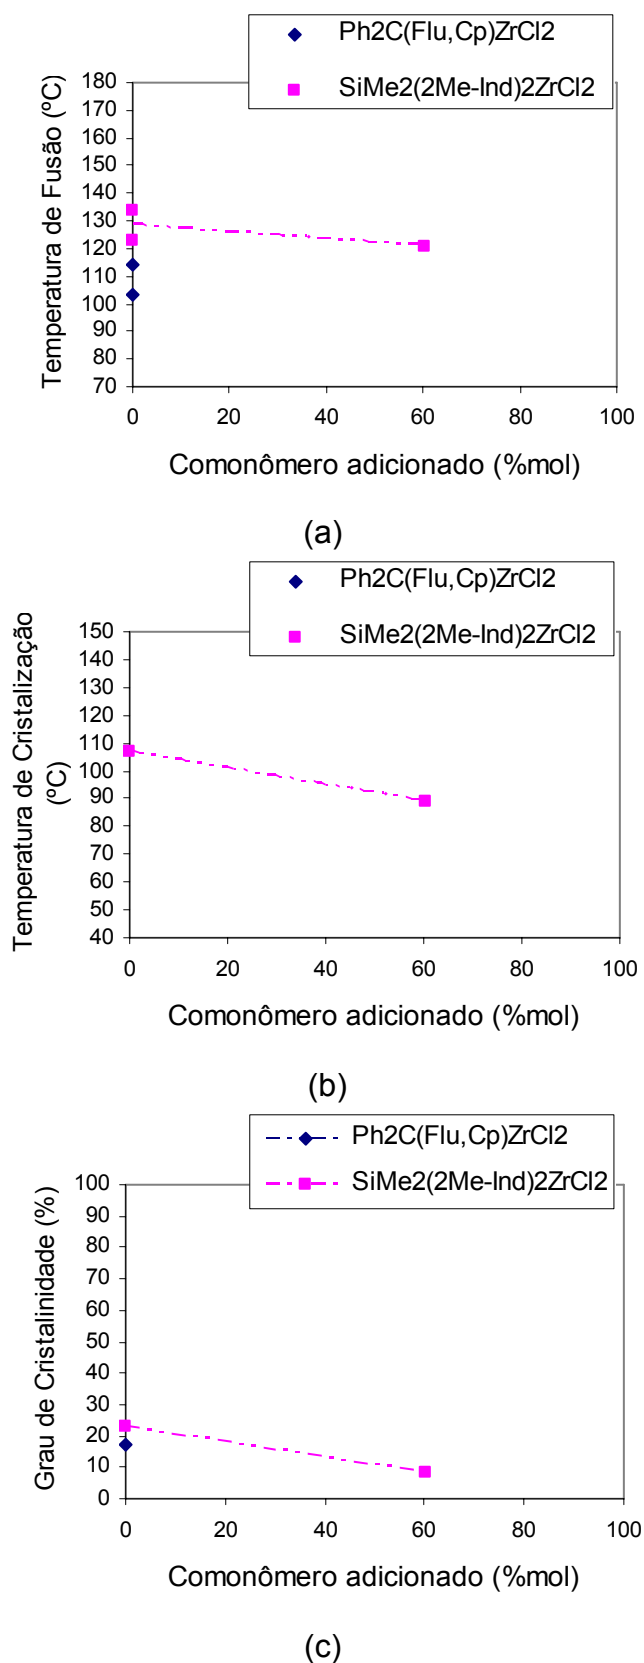 Ph2C(Flu,Cp)ZrCl2
SiMe2(2Me-Ind)2ZrCl2
Temperatura de Fusão (ºC)
180
170
160
150
140
130
120
110
100
90
80
70
0 20 40 60 80 100
Comonômero adicionado (%mol)
(a)
Ph2C(Flu,Cp)ZrCl2
SiMe2(2Me-Ind)2ZrCl2
Temperatura de Cristalização
(ºC)
150
140
130
120
110
100
90
80
70
60
50
40
0 20 40 60 80 100
Comonômero adicionado (%mol)
(b)
Ph2C(Flu,Cp)ZrCl2
SiMe2(2Me-Ind)2ZrCl2
Grau de Cristalinidade (%)
100
90
80
70
60
50
40
30
20
10
0
0 20 40 60 80 100
Comonômero adicionado (%mol)
(c)